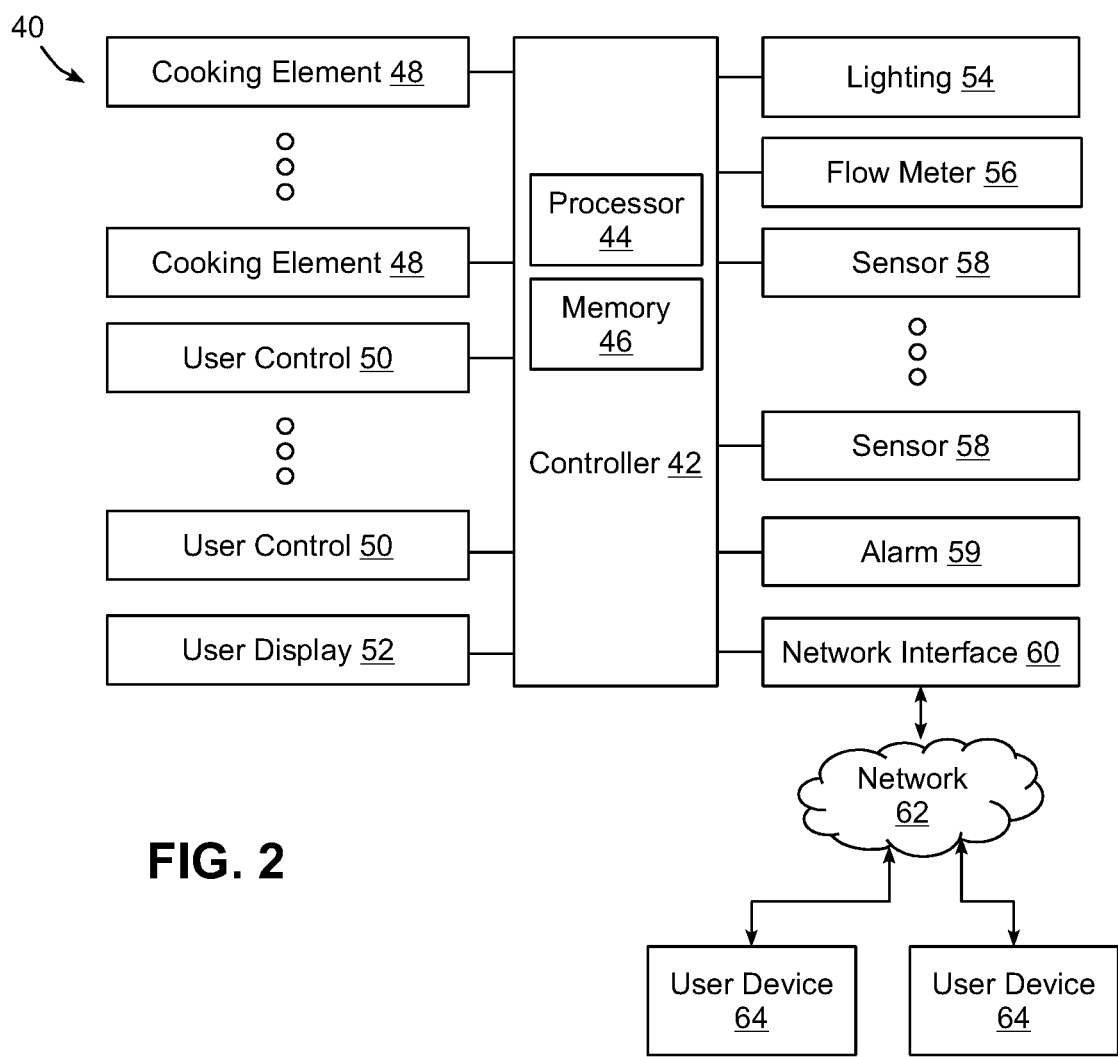 40
Cooking Element 48
Cooking Element 48
User Control 50
User Control 50
User Display 52
Processor
44
Memory
46
Controller 42
Lighting 54
Flow Meter 56
Sensor 58
Sensor 58
Alarm 59
Network Interface 60
Network
62
User Device
64
User Device
64
FIG. 2